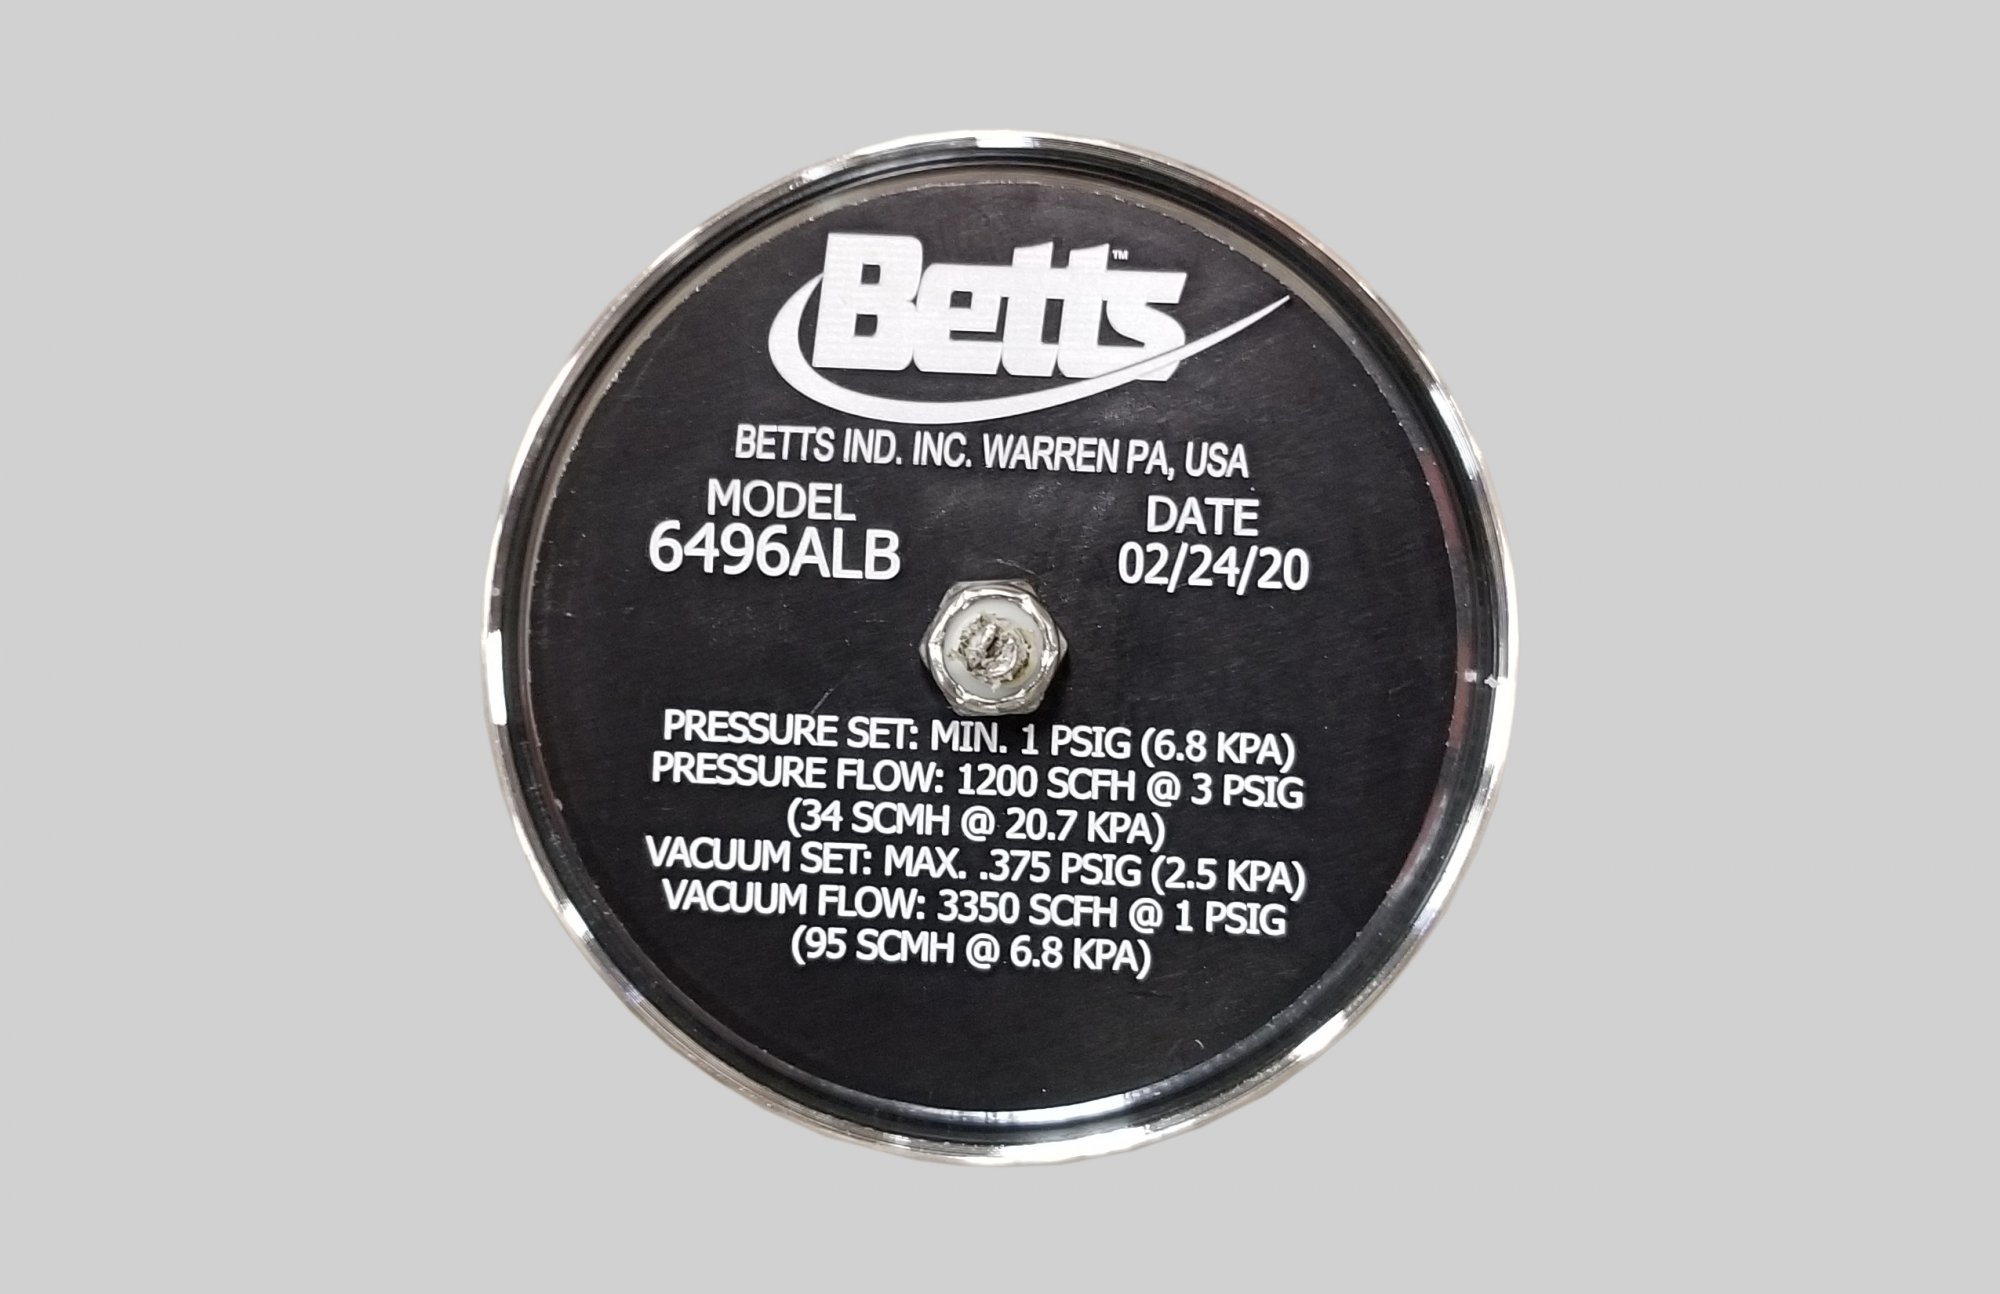 Betts™
BETTS IND. INC. WARREN PA, USA
MODEL DATE
6496ALB 02/24/20
PRESSURE SET: MIN. 1 PSIG (6.8 KPA)
PRESSURE FLOW: 1200 SCFH @ 3 PSIG
(34 SCMH @ 20.7 KPA)
VACUUM SET: MAX. .375 PSIG (2.5 KPA)
VACUUM FLOW: 3350 SCFH @ 1 PSIG
(95 SCMH @ 6.8 KPA)